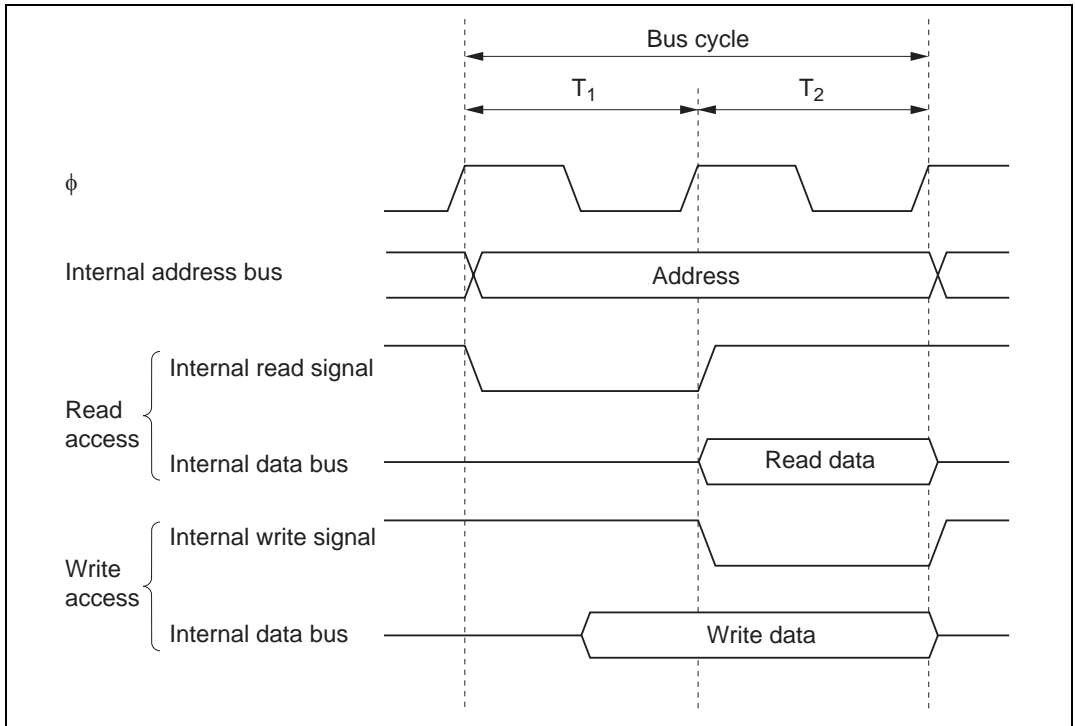 Bus cycle
T1 T2
ϕ
Internal address bus Address
Internal read signal
Read
access
Internal data bus Read data
Internal write signal
Write
access
Internal data bus Write data